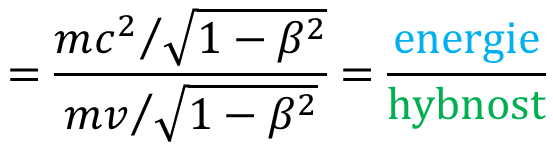 = mc²/√1 − β² / mv/√1 − β² = energie / hybnost